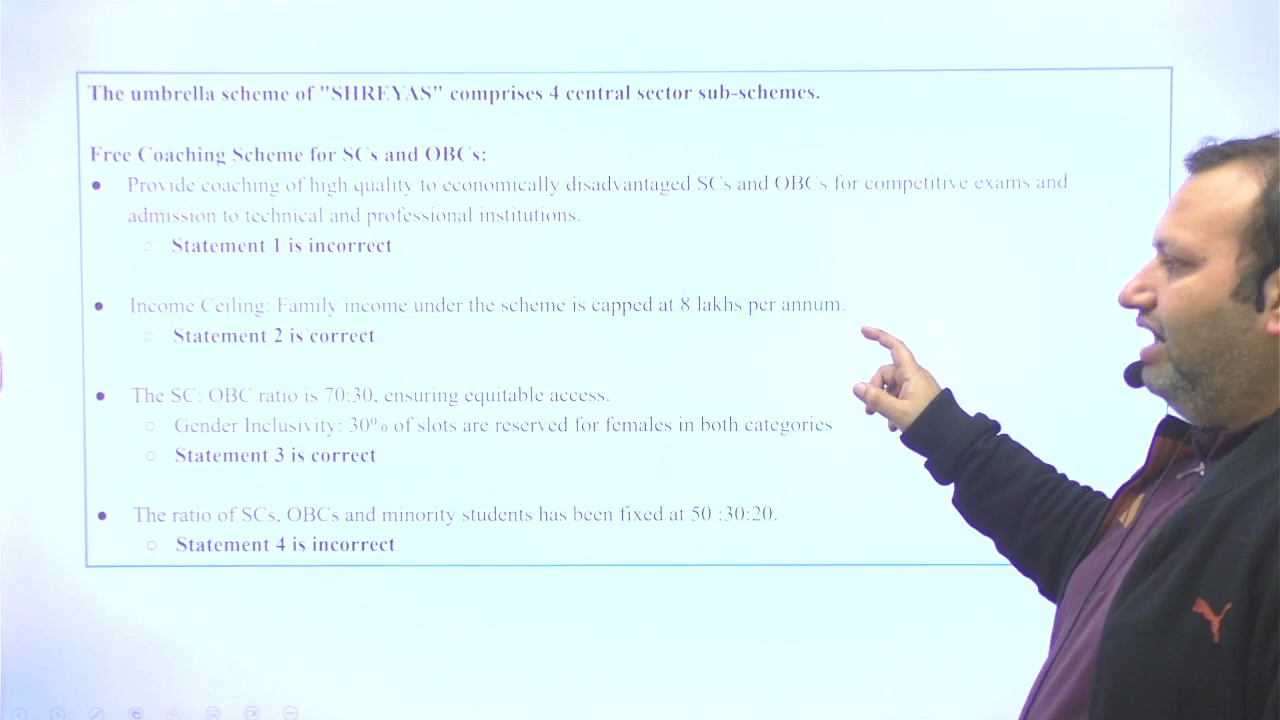 The umbrella scheme of "SHREYAS" comprises 4 central sector sub-schemes.
Free Coaching Scheme for SCs and OBCs:
• Provide coaching of high quality to economically disadvantaged SCs and OBCs for competitive exams and
admission to technical and professional institutions.
○ Statement 1 is incorrect
• Income Ceiling: Family income under the scheme is capped at 8 lakhs per annum.
○ Statement 2 is correct
• The SC: OBC ratio is 70:30, ensuring equitable access.
○ Gender Inclusivity: 30% of slots are reserved for females in both categories
○ Statement 3 is correct
• The ratio of SCs, OBCs and minority students has been fixed at 50 :30:20.
○ Statement 4 is incorrect